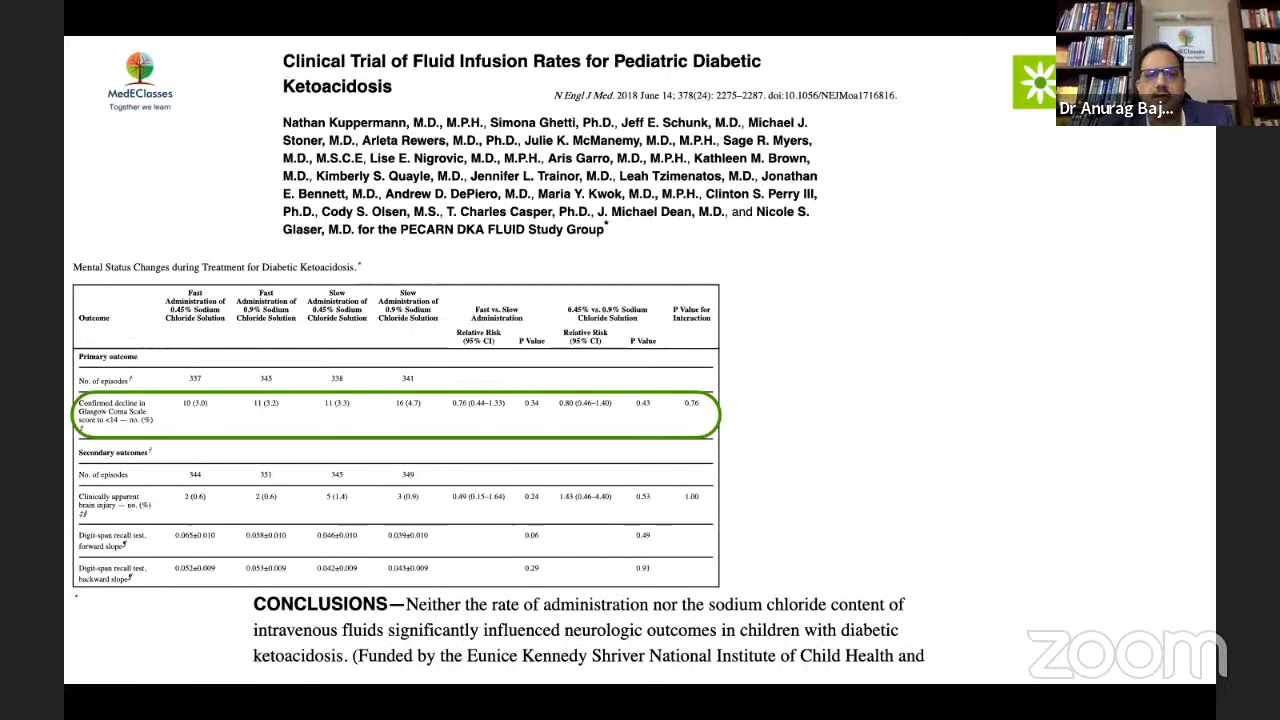 MedEClasses
Together we learn
Clinical Trial of Fluid Infusion Rates for Pediatric Diabetic
Ketoacidosis
N Engl J Med. 2018 June 14; 378(24): 2275–2287. doi:10.1056/NEJMoa1716816.
MedEClasses
Dr Anurag Baj...
Nathan Kuppermann, M.D., M.P.H., Simona Ghetti, Ph.D., Jeff E. Schunk, M.D., Michael J.
Stoner, M.D., Arleta Rewers, M.D., Ph.D., Julie K. McManemy, M.D., M.P.H., Sage R. Myers,
M.D., M.S.C.E, Lise E. Nigrovic, M.D., M.P.H., Aris Garro, M.D., M.P.H., Kathleen M. Brown,
M.D., Kimberly S. Quayle, M.D., Jennifer L. Trainor, M.D., Leah Tzimenatos, M.D., Jonathan
E. Bennett, M.D., Andrew D. DePiero, M.D., Maria Y. Kwok, M.D., M.P.H., Clinton S. Perry III,
Ph.D., Cody S. Olsen, M.S., T. Charles Casper, Ph.D., J. Michael Dean, M.D., and Nicole S.
Glaser, M.D. for the PECARN DKA FLUID Study Group*
Mental Status Changes during Treatment for Diabetic Ketoacidosis.*
Outcome
Fast Administration of 0.45% Sodium Chloride Solution
Fast Administration of 0.9% Sodium Chloride Solution
Slow Administration of 0.45% Sodium Chloride Solution
Slow Administration of 0.9% Sodium Chloride Solution
Fast vs. Slow Administration
0.45% vs. 0.9% Sodium Chloride Solution
P Value for Interaction
Relative Risk (95% CI) P Value Relative Risk (95% CI) P Value
Primary outcome
No. of episodes† 337 345 338 341
Confirmed decline in Glasgow Coma Scale score to <14 — no. (%) ‡ 10 (3.0) 11 (3.2) 11 (3.3) 16 (4.7) 0.76 (0.44–1.33) 0.34 0.80 (0.46–1.40) 0.43 0.76
Secondary outcomes†
No. of episodes 344 351 345 349
Clinically apparent brain injury — no. (%) ‡§ 2 (0.6) 2 (0.6) 5 (1.4) 3 (0.9) 0.49 (0.15–1.64) 0.24 1.43 (0.46–4.40) 0.53 1.00
Digit-span recall test, forward slope¶ 0.065±0.010 0.058±0.010 0.046±0.010 0.039±0.010 0.06 0.49
Digit-span recall test, backward slope¶ 0.052±0.009 0.053±0.009 0.042±0.009 0.043±0.009 0.29 0.91
*
CONCLUSIONS—Neither the rate of administration nor the sodium chloride content of
intravenous fluids significantly influenced neurologic outcomes in children with diabetic
ketoacidosis. (Funded by the Eunice Kennedy Shriver National Institute of Child Health and
zoom